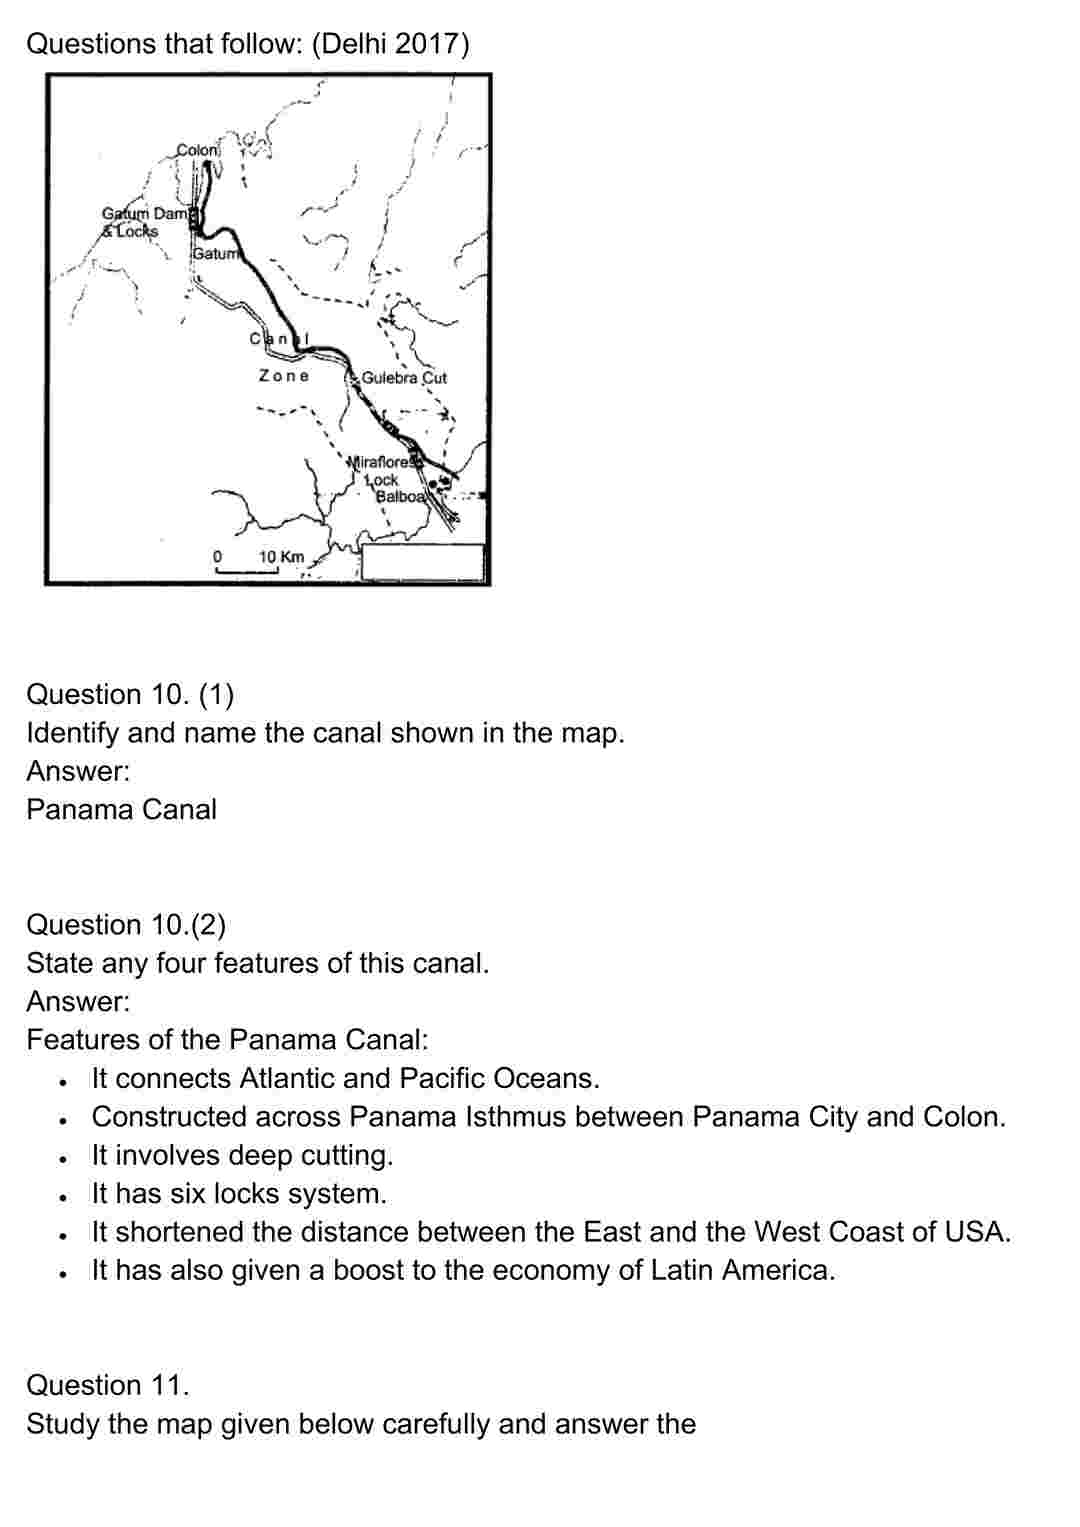 Questions that follow: (Delhi 2017)
Colon
Gatum Dam
& Locks
Gatum
Canal
Zone
Gulebra Cut
Miraflores
Lock
Balboa
0 10 Km
Question 10. (1)
Identify and name the canal shown in the map.
Answer:
Panama Canal
Question 10.(2)
State any four features of this canal.
Answer:
Features of the Panama Canal:
• It connects Atlantic and Pacific Oceans.
• Constructed across Panama Isthmus between Panama City and Colon.
• It involves deep cutting.
• It has six locks system.
• It shortened the distance between the East and the West Coast of USA.
• It has also given a boost to the economy of Latin America.
Question 11.
Study the map given below carefully and answer the